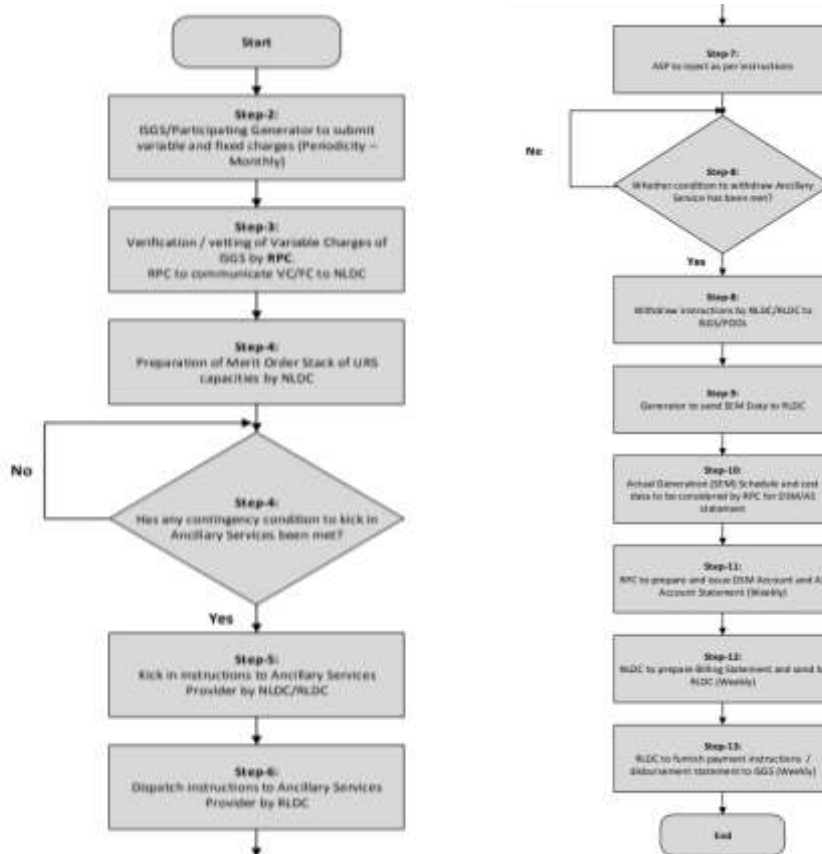 Start
Step-2:
ISGS/Participating Generator to submit
variable and fixed charges (Periodicity –
Monthly)
Step-3:
Verification / vetting of Variable Charges of
ISGS by RPC.
RPC to communicate VC/FC to NLDC
Step-4:
Preparation of Merit Order Stack of URS
capacities by NLDC
No
Step-4:
Has any contingency condition to kick in
Ancillary Services been met?
Yes
Step-5:
Kick in instructions to Ancillary Services
Provider by NLDC/RLDC
Step-6:
Dispatch instructions to Ancillary Services
Provider by RLDC
Step-7:
ASP to inject as per instructions
No
Step-8:
Whether condition to withdraw Ancillary
Service has been met?
Yes
Step-8:
Withdraw instructions by NLDC/RLDC to
ISGS/POOL
Step-9:
Generator to send SEM Data to RLDC
Step-10:
Actual Generation (SEM) Schedule and cost
data to be considered by RPC for DSM/AS
statement
Step-11:
RPC to prepare and issue DSM Account and
Account Statement (Weekly)
Step-12:
NLDC to prepare Billing Statement and send
RLDC (Weekly)
Step-13:
RLDC to furnish payment instructions /
disbursement statement to ISGS (Weekly)
End